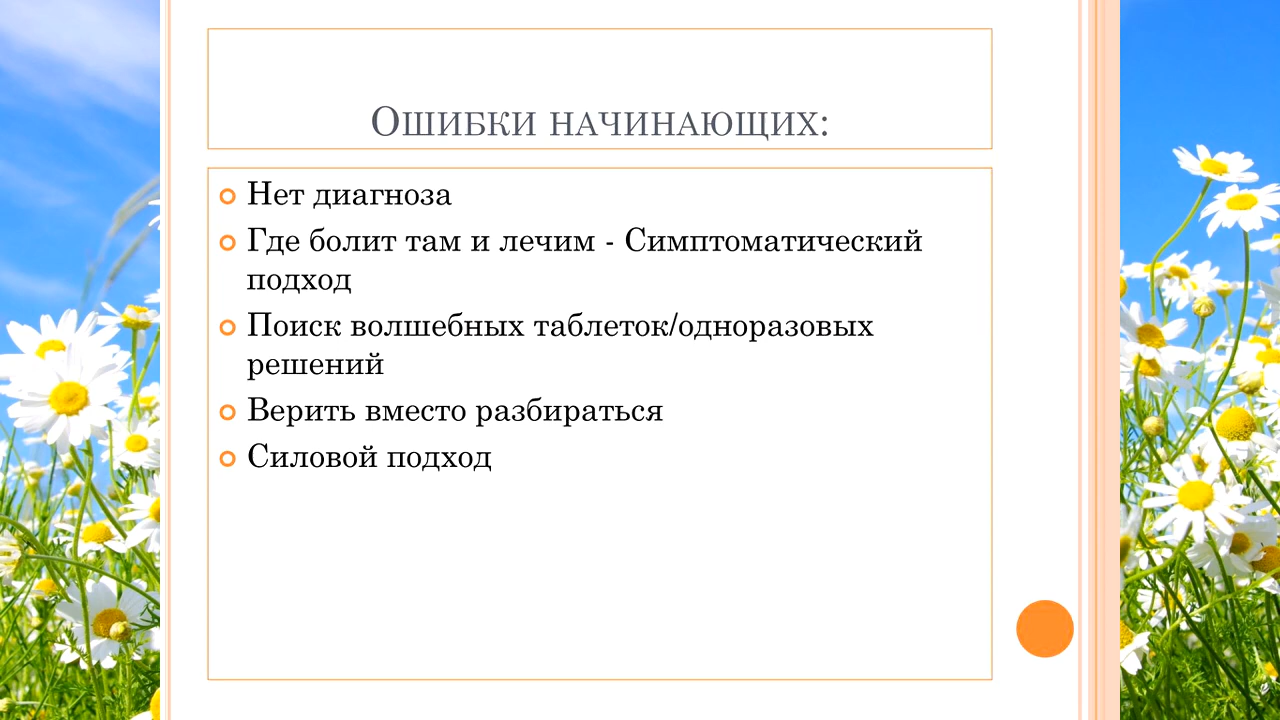 Ошибки начинающих:
Нет диагноза
Где болит там и лечим - Симптоматический
подход
Поиск волшебных таблеток/одноразовых
решений
Верить вместо разбираться
Силовой подход